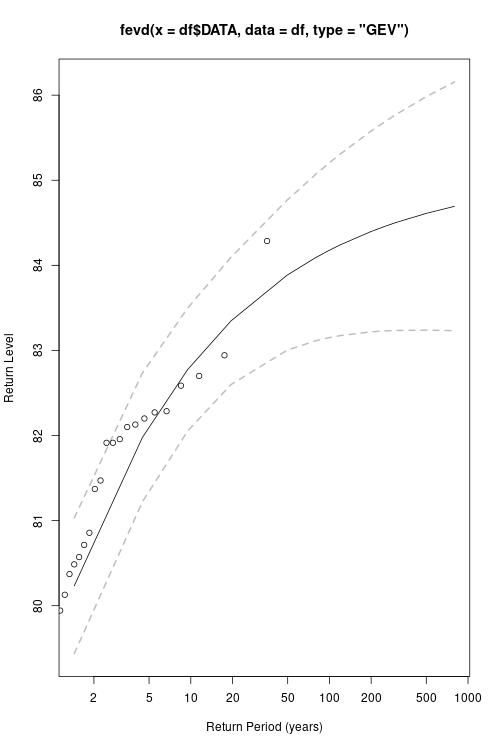 fevd(x = df$DATA, data = df, type = "GEV")
86
85
84
83
82
81
80
Return Level
2 5 10 20 50 100 200 500 1000
Return Period (years)